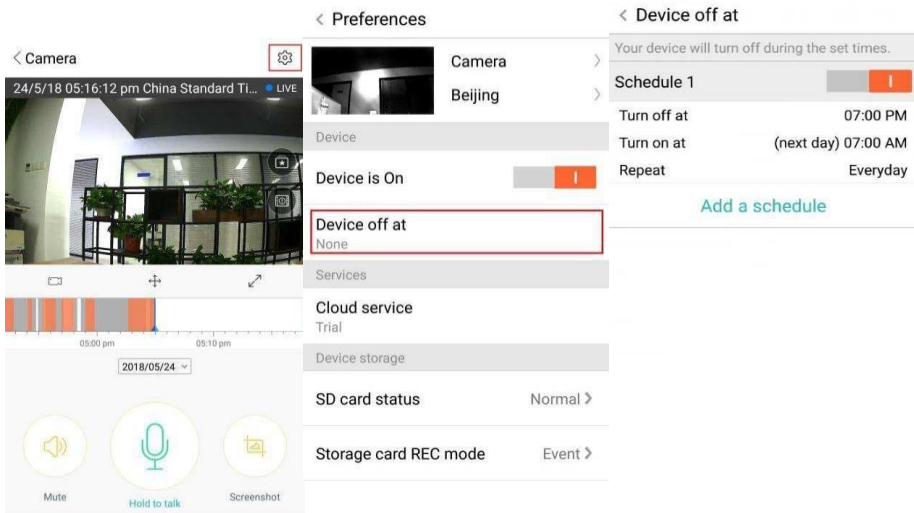 Camera
24/5/18 05:16:12 pm China Standard Ti... LIVE
05:00 pm 05:10 pm
2018/05/24
Mute
Hold to talk
Screenshot
Preferences
Camera
Beijing
Device
Device is On
Device off at
None
Services
Cloud service
Trial
Device storage
SD card status Normal
Storage card REC mode Event
Device off at
Your device will turn off during the set times.
Schedule 1
Turn off at 07:00 PM
Turn on at (next day) 07:00 AM
Repeat Everyday
Add a schedule